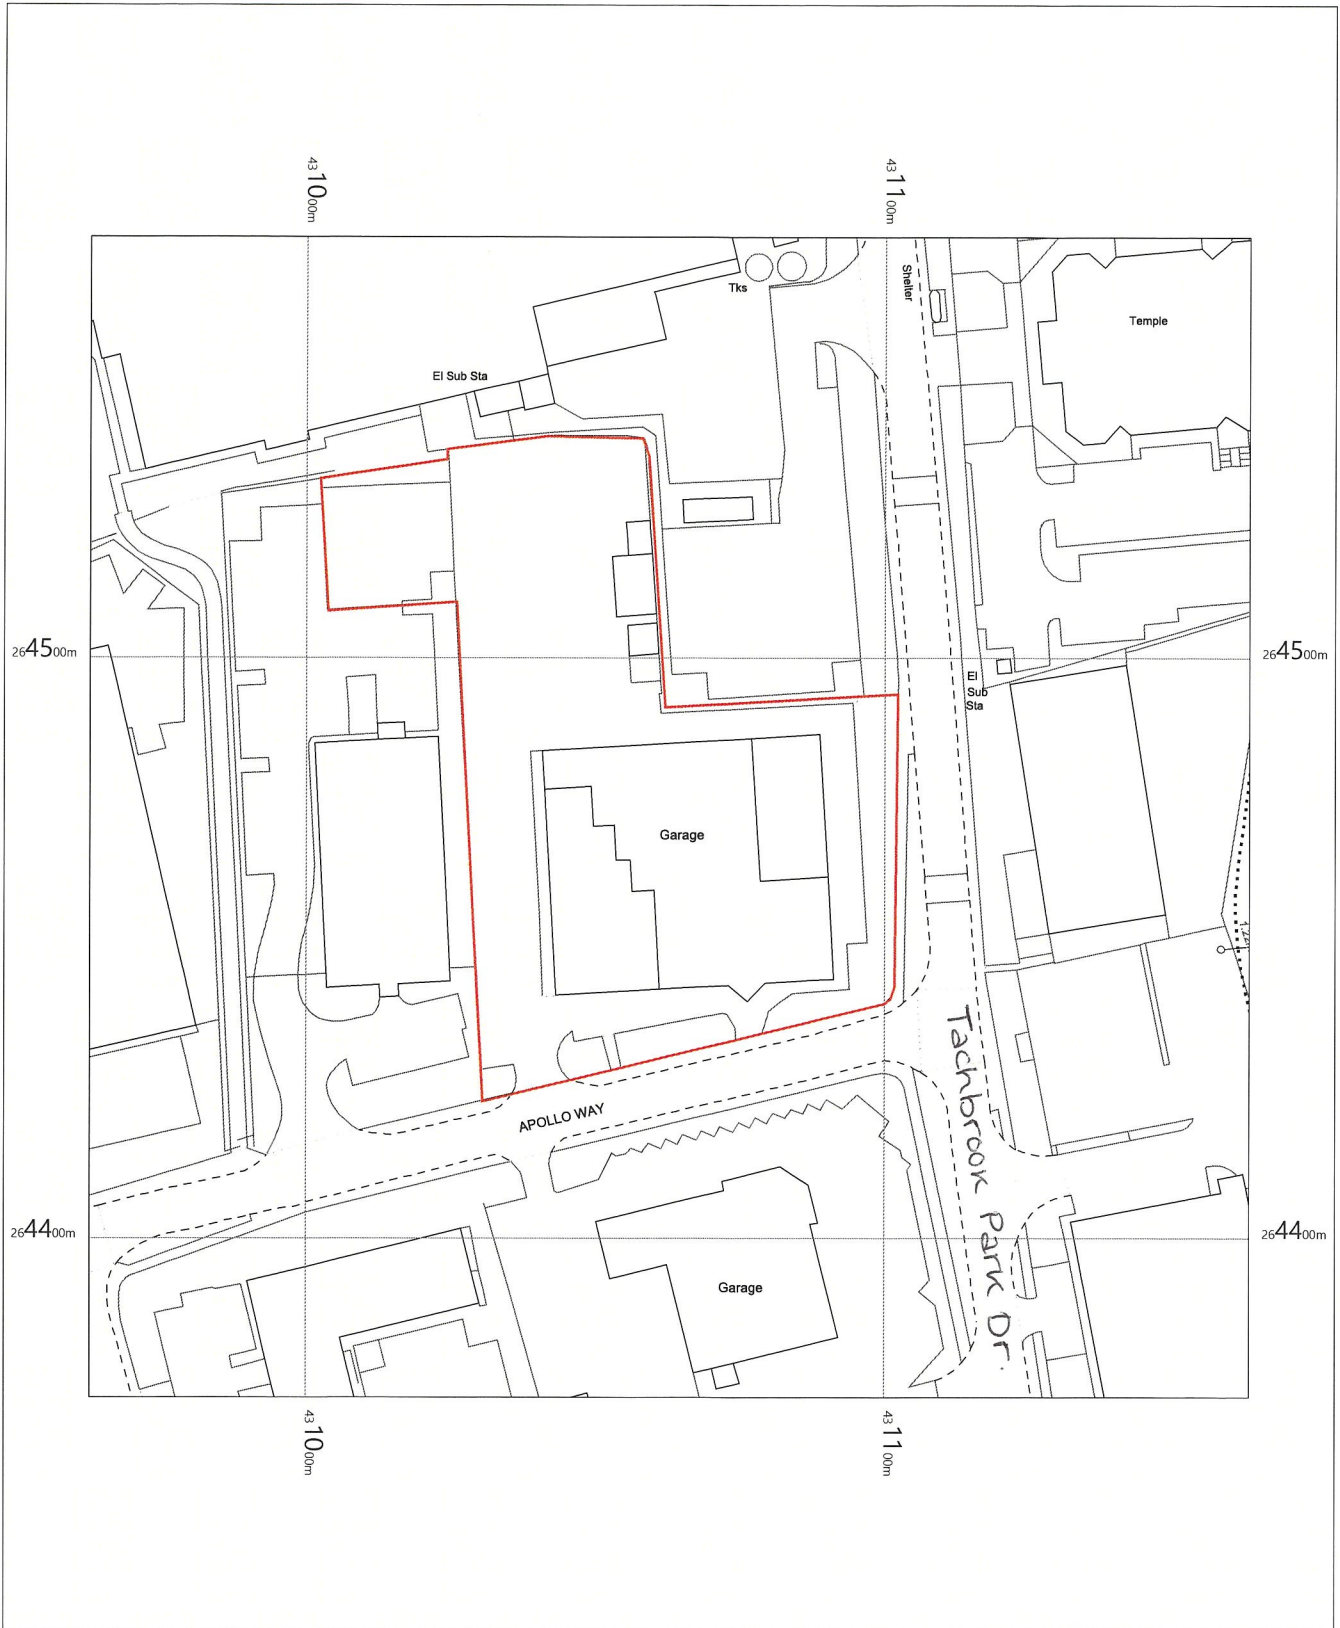 4310 00m
4311 00m
Shelter
Tks
Temple
El Sub Sta
2645 00m
2645 00m
El
Sub
Sta
Garage
APOLLO WAY
Tachbrook Park Dr.
2644 00m
2644 00m
Garage
4310 00m
4311 00m